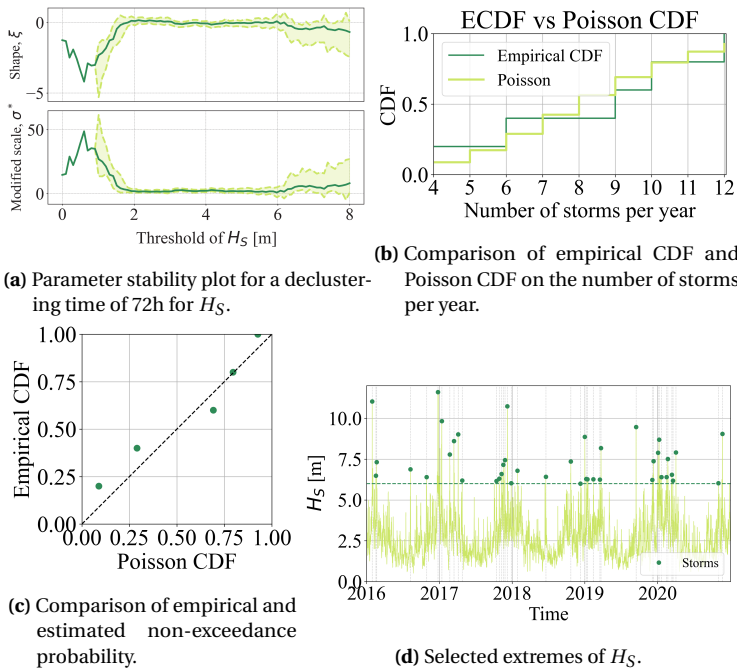 0
−5
Shape, ξ
50
0
Modified scale, σ*
0 2 4 6 8
Threshold of H_S [m]
(a) Parameter stability plot for a decluster-
ing time of 72h for H_S.
ECDF vs Poisson CDF
1.0
0.5
0.0
CDF
Empirical CDF
Poisson
4 5 6 7 8 9 10 11 12
Number of storms per year
(b) Comparison of empirical CDF and
Poisson CDF on the number of storms
per year.
1.00
0.75
0.50
0.25
0.00
Empirical CDF
0.00 0.25 0.50 0.75 1.00
Poisson CDF
(c) Comparison of empirical and
estimated non-exceedance
probability.
10.0
7.5
5.0
2.5
0.0
H_S [m]
Storms
2016 2017 2018 2019 2020
Time
(d) Selected extremes of H_S.